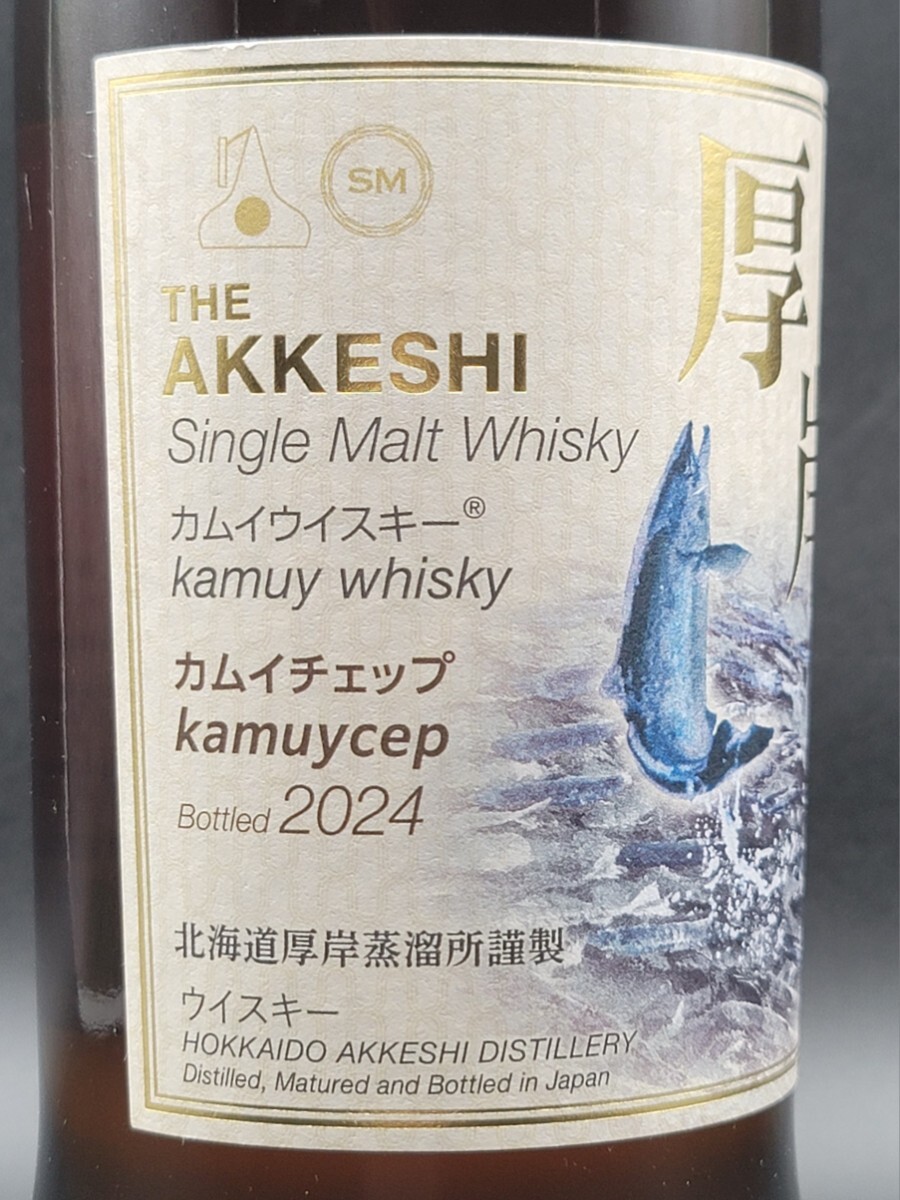 SM
THE
AKKESHI
Single Malt Whisky
カムイウイスキー®
kamuy whisky
カムイチェップ
kamuycep
Bottled 2024
北海道厚岸蒸溜所謹製
ウイスキー
HOKKAIDO AKKESHI DISTILLERY
Distilled, Matured and Bottled in Japan
厚
岸